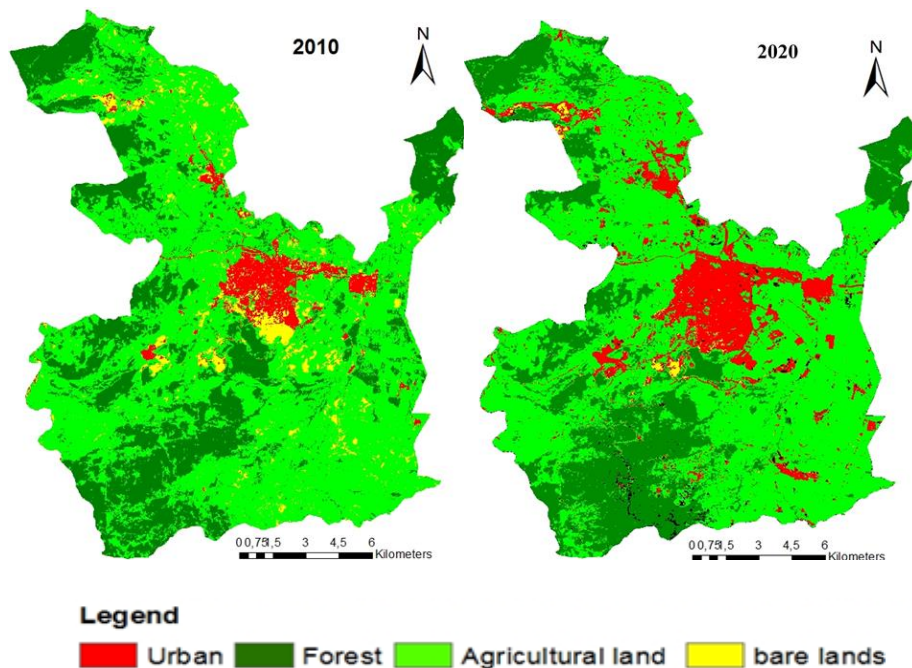 2010
N
2020
N
0 0,75 1,5 3 4,5 6
Kilometers
0 0,75 1,5 3 4,5 6
Kilometers
Legend
Urban Forest Agricultural land bare lands